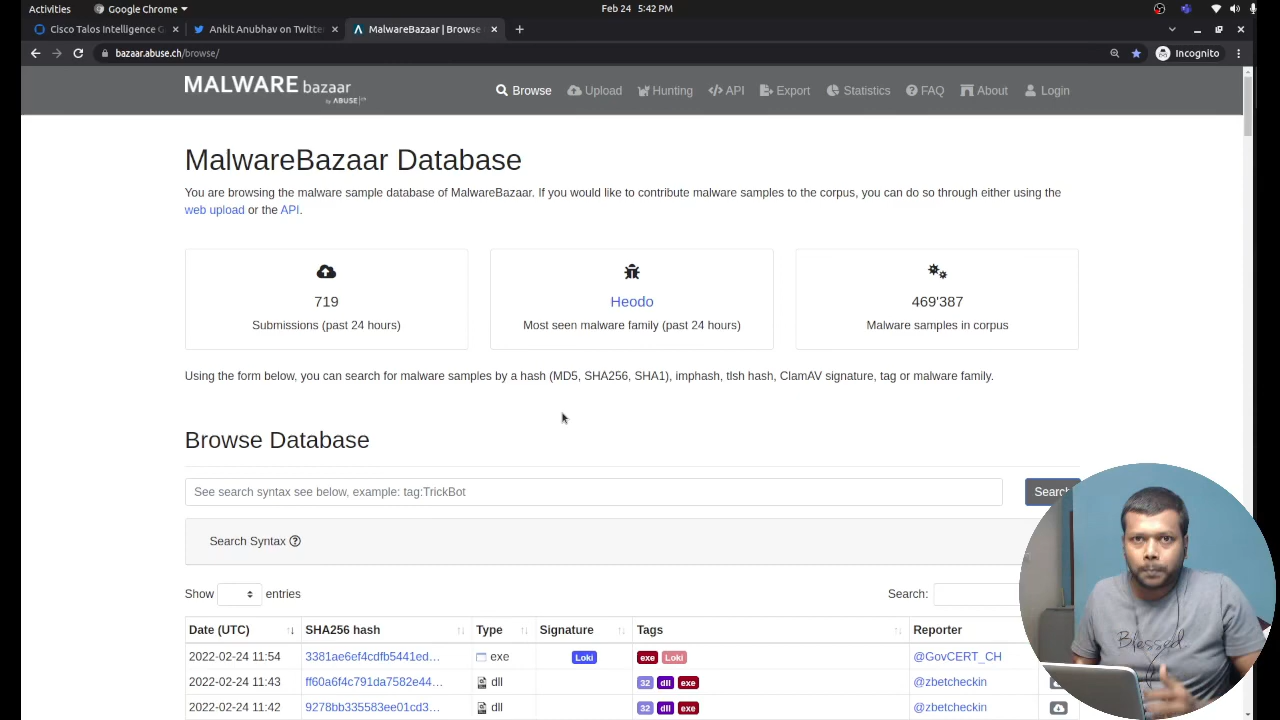 Activities Google Chrome Feb 24 5:42 PM
Cisco Talos Intelligence G Ankit Anubhav on Twitter MalwareBazaar | Browse
bazaar.abuse.ch/browse/ Incognito
MALWARE bazaar
by ABUSE
Browse Upload Hunting API Export Statistics FAQ About Login
MalwareBazaar Database
You are browsing the malware sample database of MalwareBazaar. If you would like to contribute malware samples to the corpus, you can do so through either using the
web upload or the API.
719
Submissions (past 24 hours)
Heodo
Most seen malware family (past 24 hours)
469'387
Malware samples in corpus
Using the form below, you can search for malware samples by a hash (MD5, SHA256, SHA1), imphash, tlsh hash, ClamAV signature, tag or malware family.
Browse Database
See search syntax see below, example: tag:TrickBot Search
Search Syntax
Show entries Search:
Date (UTC) SHA256 hash Type Signature Tags Reporter
2022-02-24 11:54 3381ae6ef4cdfb5441ed... exe Loki exe Loki @GovCERT_CH
2022-02-24 11:43 ff60a6f4c791da7582e44... dll 32 dll exe @zbetcheckin
2022-02-24 11:42 9278bb335583ee01cd3... dll 32 dll exe @zbetcheckin
Blessed